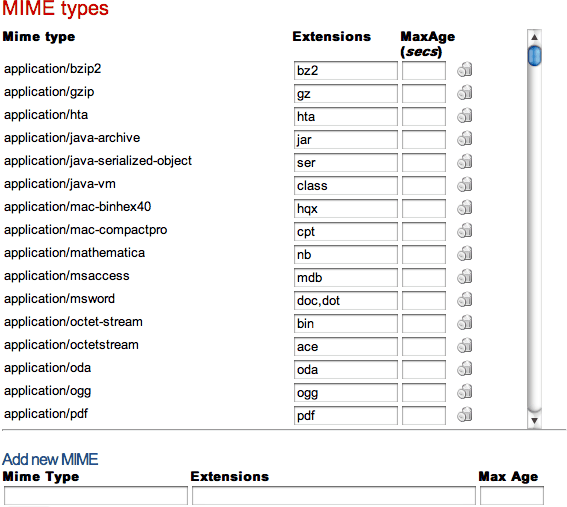 MIME types
Mime type Extensions MaxAge
(secs)
application/bzip2 bz2
application/gzip gz
application/hta hta
application/java-archive jar
application/java-serialized-object ser
application/java-vm class
application/mac-binhex40 hqx
application/mac-compactpro cpt
application/mathematica nb
application/msaccess mdb
application/msword doc,dot
application/octet-stream bin
application/octetstream ace
application/oda oda
application/ogg ogg
application/pdf pdf
Add new MIME
Mime Type Extensions Max Age